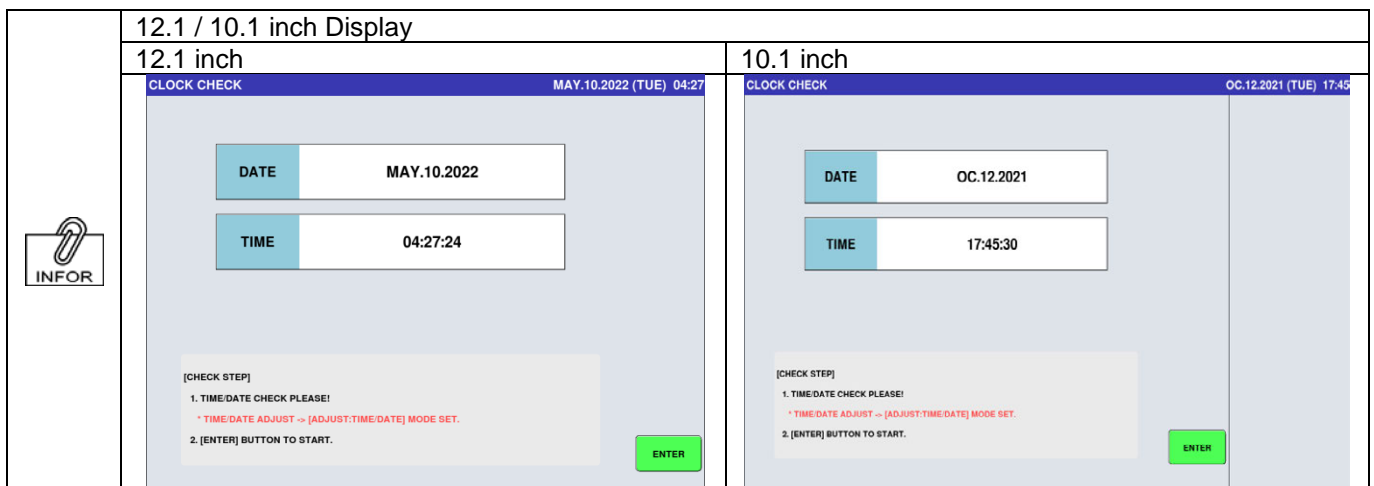 12.1 / 10.1 inch Display
12.1 inch
CLOCK CHECK MAY.10.2022 (TUE) 04:27
DATE MAY.10.2022
TIME 04:27:24
[CHECK STEP]
1. TIME/DATE CHECK PLEASE!
* TIME/DATE ADJUST -> [ADJUST:TIME/DATE] MODE SET.
2. [ENTER] BUTTON TO START.
ENTER
10.1 inch
CLOCK CHECK OC.12.2021 (TUE) 17:45
DATE OC.12.2021
TIME 17:45:30
[CHECK STEP]
1. TIME/DATE CHECK PLEASE!
* TIME/DATE ADJUST -> [ADJUST:TIME/DATE] MODE SET.
2. [ENTER] BUTTON TO START.
ENTER
INFOR